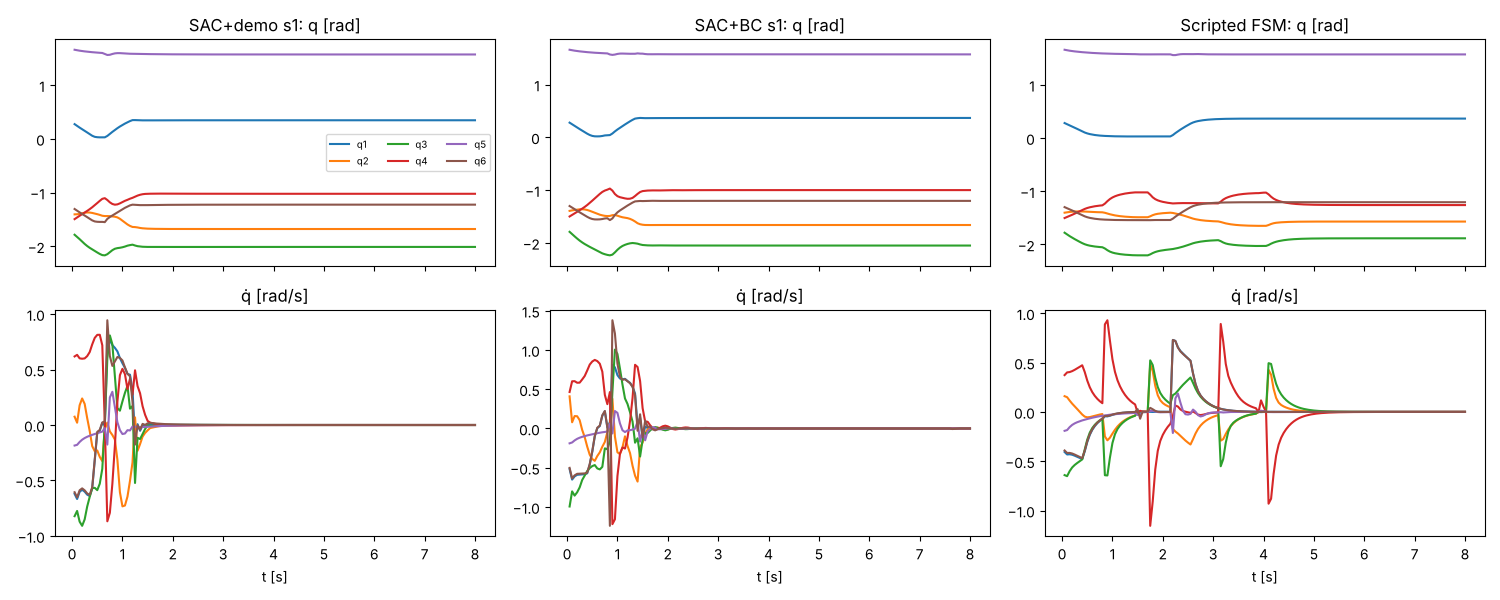 SAC+demo s1: q [rad]
SAC+BC s1: q [rad]
Scripted FSM: q [rad]
1
0
−1
−2
q1 q3 q5
q2 q4 q6
1
0
−1
−2
1
0
−1
−2
q̇ [rad/s]
q̇ [rad/s]
q̇ [rad/s]
1.0
0.5
0.0
−0.5
−1.0
1.5
1.0
0.5
0.0
−0.5
−1.0
1.0
0.5
0.0
−0.5
−1.0
0 1 2 3 4 5 6 7 8
0 1 2 3 4 5 6 7 8
0 1 2 3 4 5 6 7 8
t [s]
t [s]
t [s]